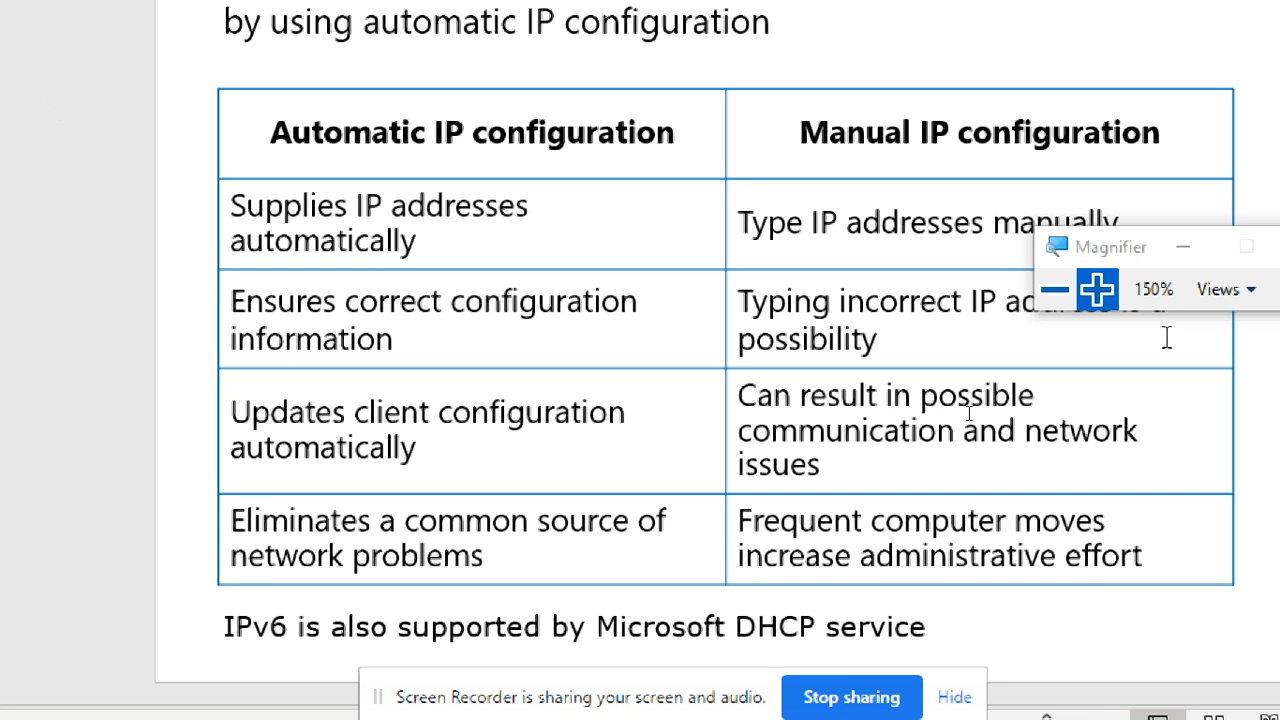 by using automatic IP configuration
Automatic IP configuration
Manual IP configuration
Supplies IP addresses
automatically
Type IP addresses manually
Magnifier
150%
Views
Ensures correct configuration
information
Typing incorrect IP
possibility
Updates client configuration
automatically
Can result in possible
communication and network
issues
Eliminates a common source of
network problems
Frequent computer moves
increase administrative effort
IPv6 is also supported by Microsoft DHCP service
Screen Recorder is sharing your screen and audio.
Stop sharing
Hide